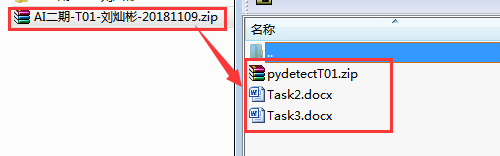 AI二期-T01-刘灿彬-20181109.zip
名称
..
pydetectT01.zip
Task2.docx
Task3.docx